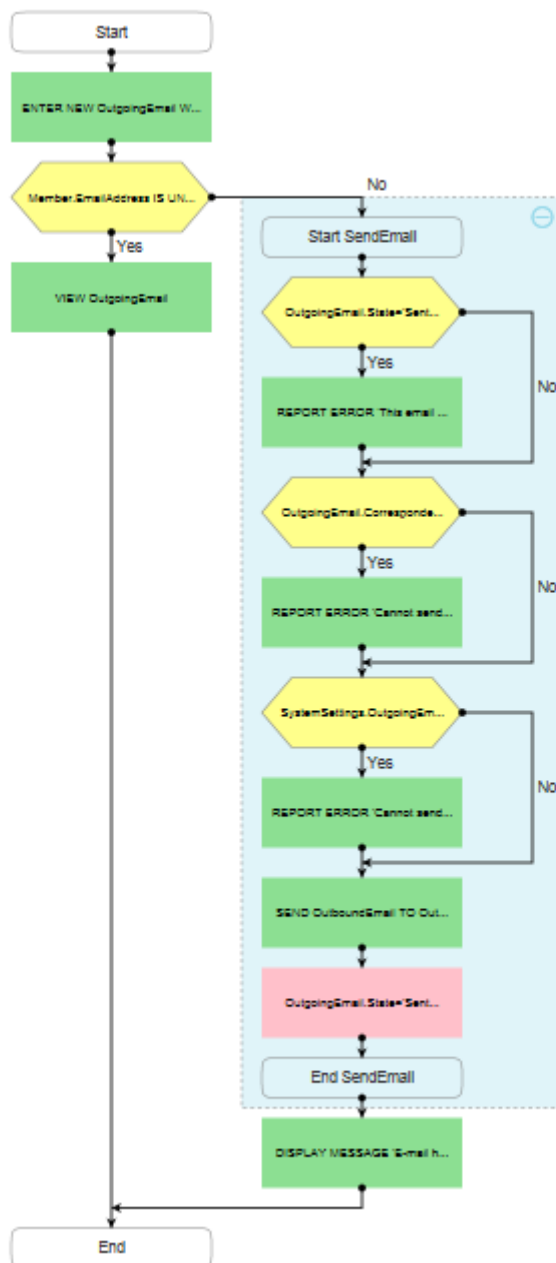 Start
ENTER NEW OutgoingEmail W...
Member.EmailAddress IS UN...
No
Yes
VIEW OutgoingEmail
Start SendEmail
OutgoingEmail.State='Sent...
Yes
No
REPORT ERROR 'This email ...
OutgoingEmail.Corresponde...
Yes
No
REPORT ERROR 'Cannot send...
SystemSettings.OutgoingEm...
Yes
No
REPORT ERROR 'Cannot send...
SEND OutboundEmail TO Out...
OutgoingEmail.State='Sent...
End SendEmail
DISPLAY MESSAGE 'E-mail h...
End